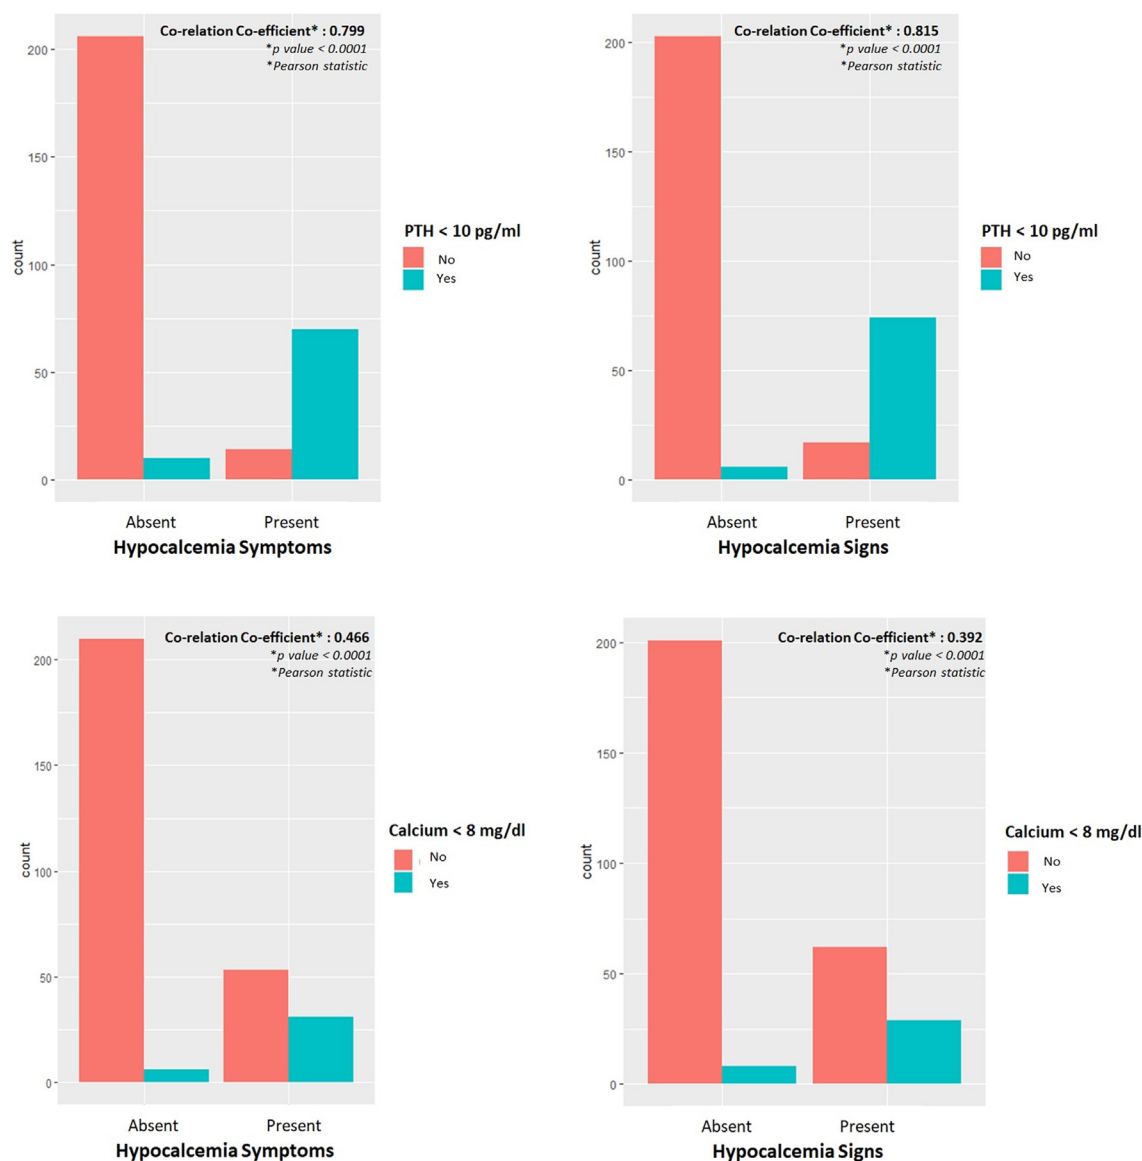 Co-relation Co-efficient* : 0.799
*p value < 0.0001
*Pearson statistic
200
150
100
50
0
count
Absent Present
Hypocalcemia Symptoms
PTH < 10 pg/ml
No
Yes
Co-relation Co-efficient* : 0.815
*p value < 0.0001
*Pearson statistic
200
150
100
50
0
count
Absent Present
Hypocalcemia Signs
PTH < 10 pg/ml
No
Yes
Co-relation Co-efficient* : 0.466
*p value < 0.0001
*Pearson statistic
200
150
100
50
0
count
Absent Present
Hypocalcemia Symptoms
Calcium < 8 mg/dl
No
Yes
Co-relation Co-efficient* : 0.392
*p value < 0.0001
*Pearson statistic
200
150
100
50
0
count
Absent Present
Hypocalcemia Signs
Calcium < 8 mg/dl
No
Yes